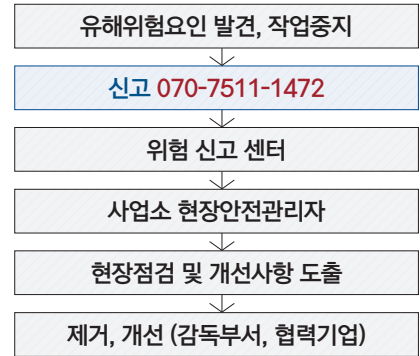 유해위험요인 발견, 작업중지
신고 070-7511-1472
위험 신고 센터
사업소 현장안전관리자
현장점검 및 개선사항 도출
제거, 개선 (감독부서, 협력기업)